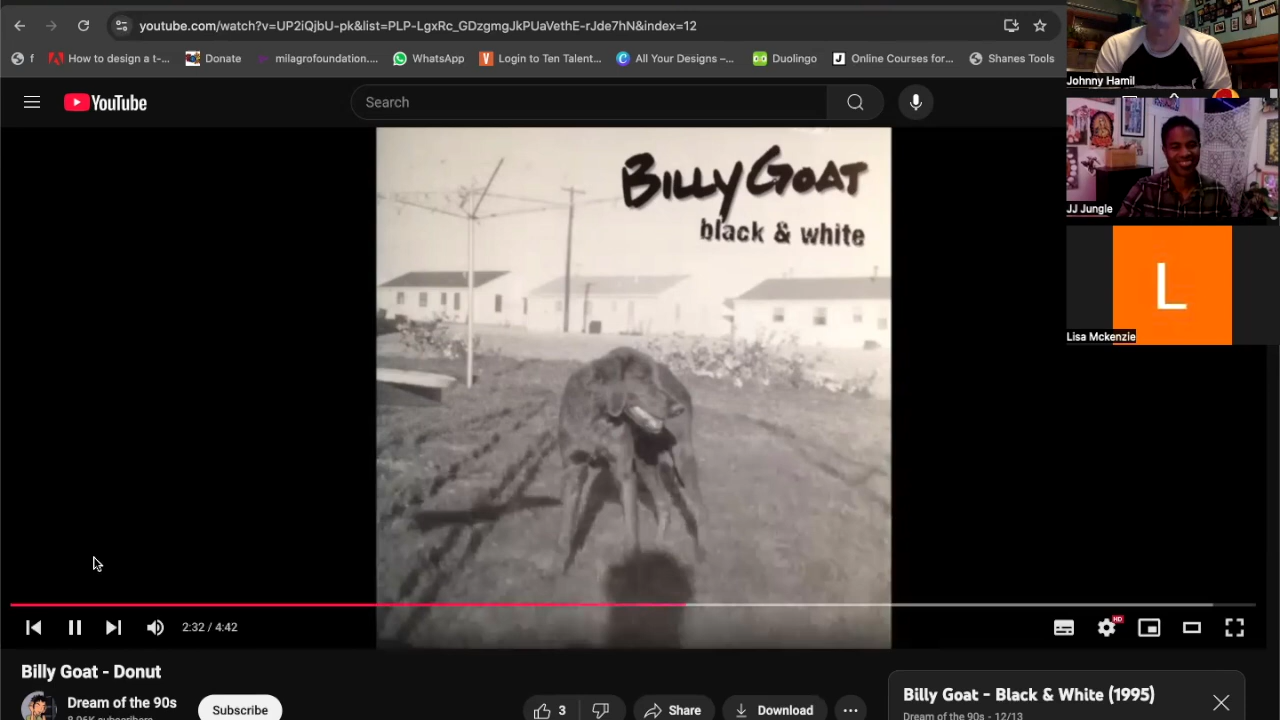 youtube.com/watch?v=UP2iQjbU-pk&list=PLP-LgxRc_GDzgmgJkPUaVethE-rJde7hN&index=12
f
How to design a t-...
Donate
milagrofoundation....
WhatsApp
Login to Ten Talent...
All Your Designs –...
Duolingo
Online Courses for...
Shanes Tools
Johnny Hamil
YouTube
Search
BILLY GOAT
black & white
JJ Jungle
L
Lisa Mckenzie
2:32 / 4:42
HD
Billy Goat - Donut
Dream of the 90s
Subscribe
3
Share
Download
Billy Goat - Black & White (1995)
Dream of the 90s - 12/13